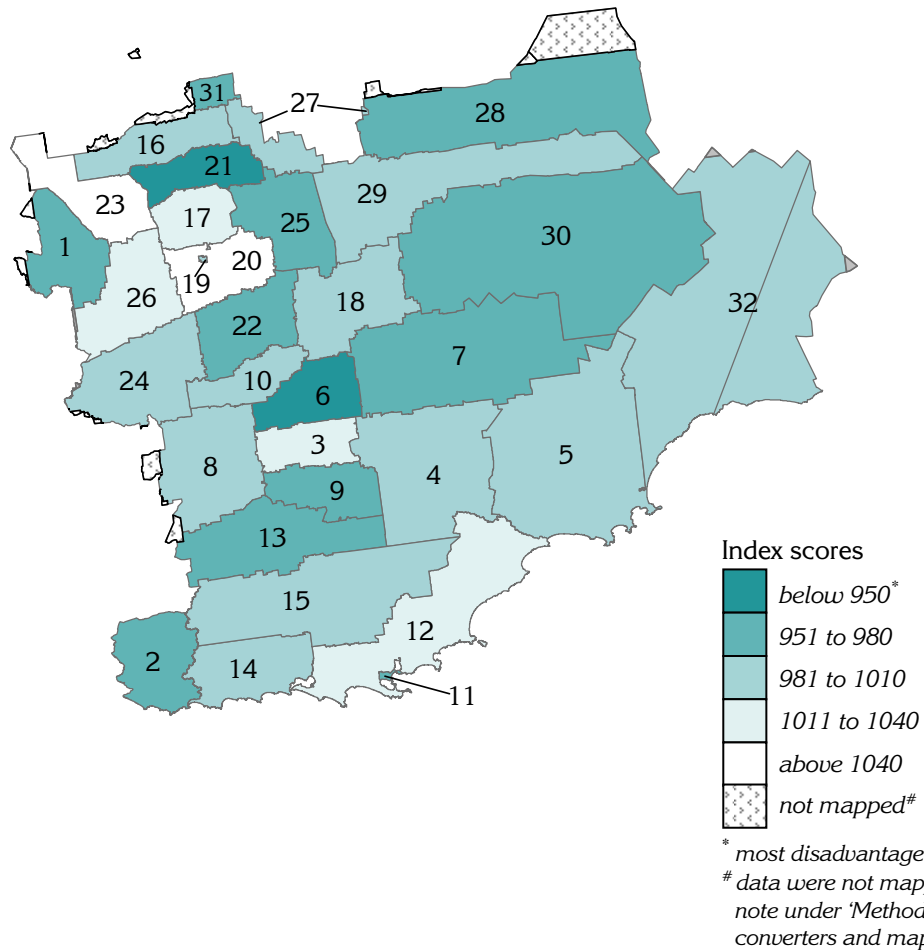 31
27
28
16
21
29
23
17
25
1
30
20
19
26
18
32
22
7
24
10
6
3
5
8
4
9
13
15
12
2
14
11
Index scores
below 950*
951 to 980
981 to 1010
1011 to 1040
above 1040
not mapped#
* most disadvantage
# data were not map
note under ‘Method
converters and map